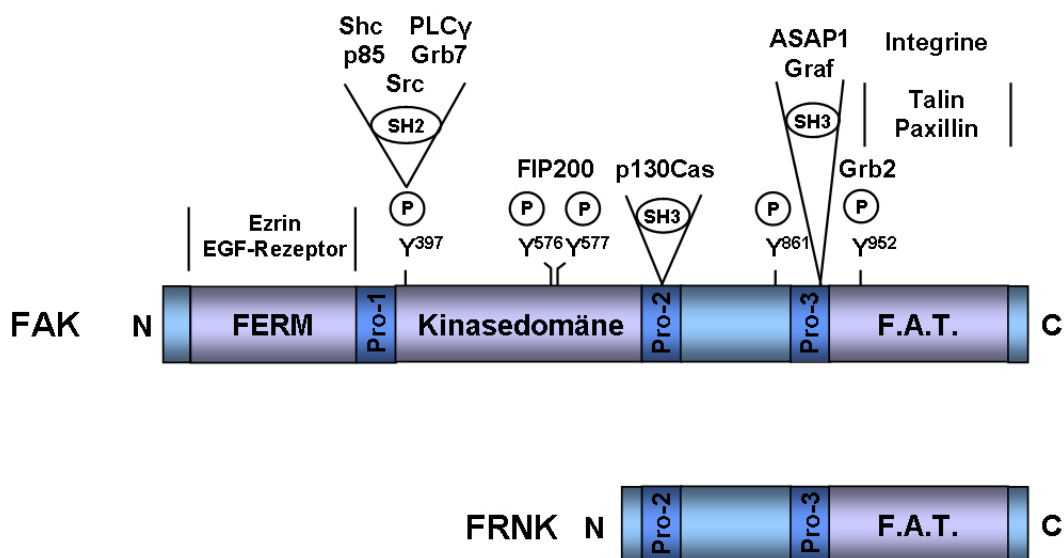 Shc PLCγ
p85 Grb7
Src
SH2
ASAP1
Graf
SH3
Integrine
Talin
Paxillin
FIP200
p130Cas
SH3
Grb2
P
P
P
P
P
Ezrin
EGF-Rezeptor
Y397
Y576
Y577
Y861
Y952
FAK N FERM Pro-1 Kinasedomäne Pro-2 Pro-3 F.A.T. C
FRNK N Pro-2 Pro-3 F.A.T. C